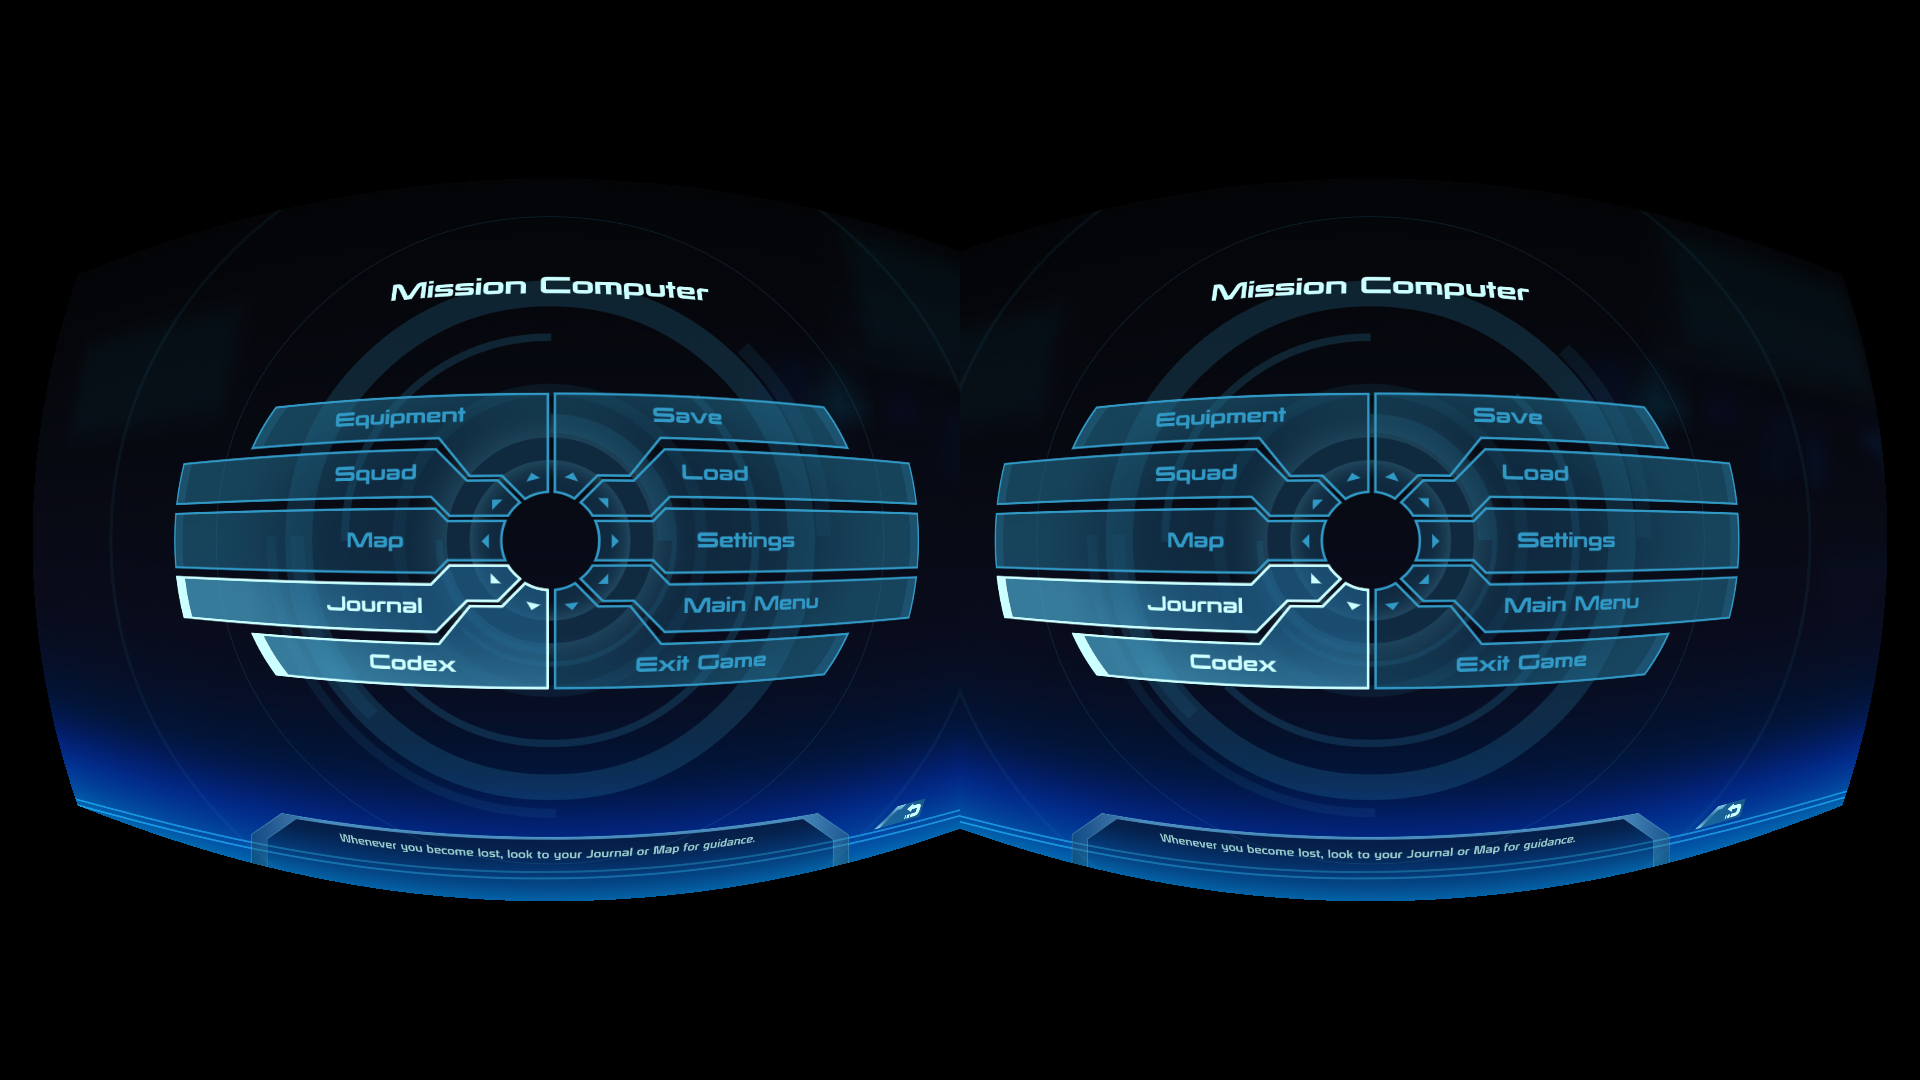 Mission Computer
Equipment
Save
Squad
Load
Map
Settings
Journal
Main Menu
Codex
Exit Game
Whenever you become lost, look to your Journal or Map for guidance.
Mission Computer
Equipment
Save
Squad
Load
Map
Settings
Journal
Main Menu
Codex
Exit Game
Whenever you become lost, look to your Journal or Map for guidance.